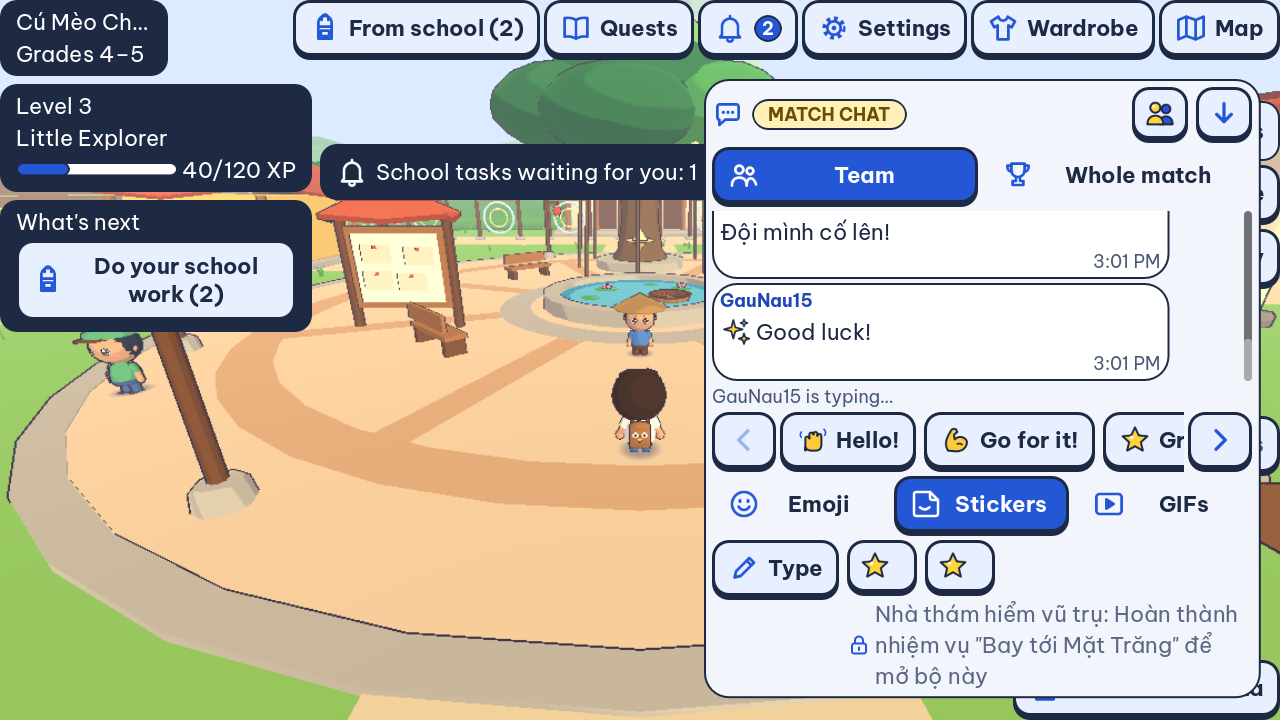 Cú Mèo Ch...
Grades 4–5
From school (2)
Quests
2
Settings
Wardrobe
Map
Level 3
Little Explorer
40/120 XP
School tasks waiting for you: 1
What's next
Do your school
work (2)
MATCH CHAT
Team
Whole match
Đội mình cố lên!
3:01 PM
GauNau15
Good luck!
3:01 PM
GauNau15 is typing...
Hello!
Go for it!
Gr
Emoji
Stickers
GIFs
Type
Nhà thám hiểm vũ trụ: Hoàn thành
nhiệm vụ "Bay tới Mặt Trăng" để
mở bộ này